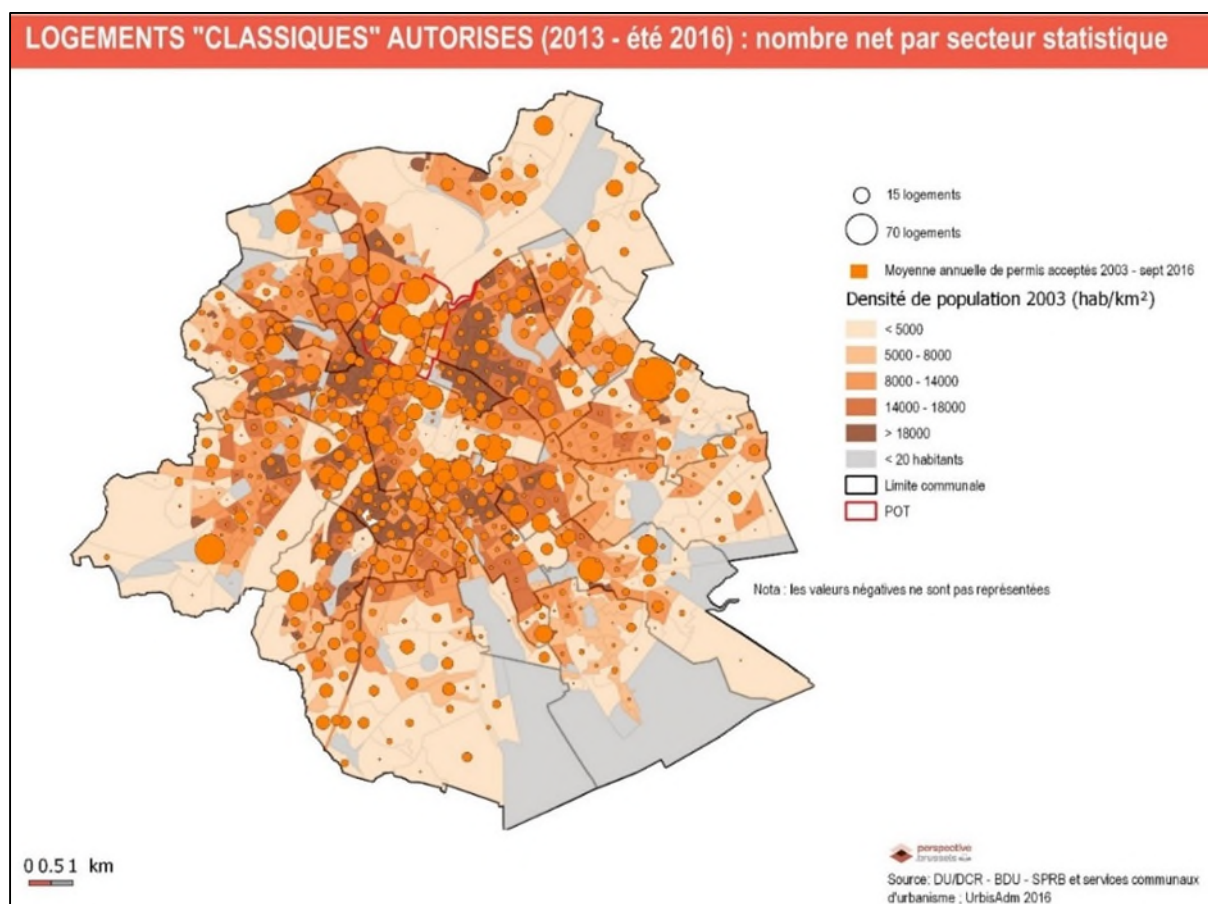 LOGEMENTS "CLASSIQUES" AUTORISES (2013 - été 2016) : nombre net par secteur statistique
15 logements
70 logements
Moyenne annuelle de permis acceptés 2003 - sept 2016
Densité de population 2003 (hab/km²)
< 5000
5000 - 8000
8000 - 14000
14000 - 18000
> 18000
< 20 habitants
Limite communale
POT
Nota : les valeurs négatives ne sont pas représentées
0 0.5 1 km
perspective
.brussels
Source: DU/DCR - BDU - SPRB et services communaux
d'urbanisme ; UrbisAdm 2016